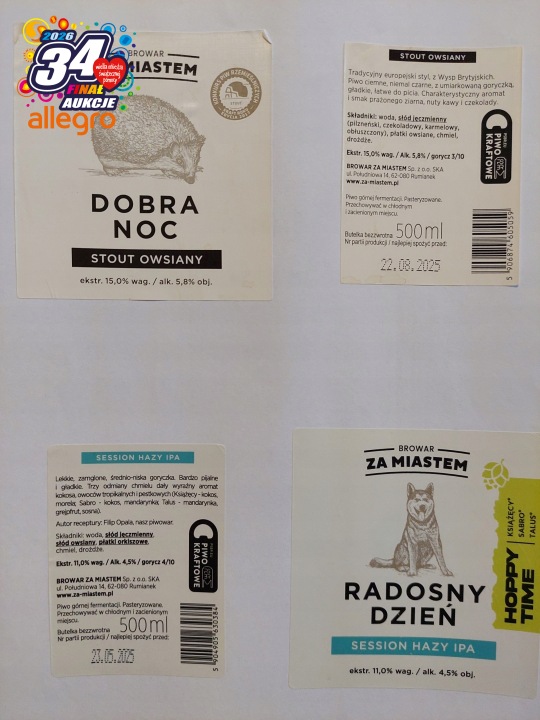 2026
34
FINAŁ
AUKCJE
wielka orkiestra
świątecznej
pomocy
allegro
BROWAR
MIASTEM
STOUT
DOBRA
NOC
STOUT OWSIANY
ekstr. 15,0% wag. / alk. 5,8% obj.
STOUT OWSIANY
Tradycyjny europejski styl, z Wysp Brytyjskich.
Piwo ciemne, niemal czarne, z umiarkowaną goryczką,
gładkie, łatwe do picia. Charakterystyczny aromat
i smak prażonego ziarna, nuty kawy i czekolady.
Składniki: woda, słód jęczmienny
(pilzneński, czekoladowy, karmelowy,
obłuszczony), płatki owsiane, chmiel,
drożdże.
Ekstr. 15,0% wag. / Alk. 5,8% / gorycz 3/10
BROWAR ZA MIASTEM Sp. z o.o. SKA
ul. Południowa 14, 62-080 Rumianek
www.za-miastem.pl
Piwo górnej fermentacji. Pasteryzowane.
Przechowywać w chłodnym
i zacienionym miejscu.
Butelka bezzwrotna 500ml
Nr partii produkcji / najlepiej spożyć przed:
22.08.2025
PIWO
KRAFTOWE
5 906874 605059
SESSION HAZY IPA
Lekkie, zamglone, średnio-niska goryczka. Bardzo pijalne
i gładkie. Trzy odmiany chmielu dały wyraźny aromat
kokosa, owoców tropikalnych i pestkowych (Książęcy - kokos,
morela; Sabro - kokos, mandarynka; Talus - mandarynka,
grejpfrut, sosna).
Autor receptury: Filip Opala, nasz piwowar.
Składniki: woda, słód jęczmienny,
słód owsiany, płatki orkiszowe,
chmiel, drożdże.
Ekstr. 11,0% wag. / Alk. 4,5% / gorycz 4/10
BROWAR ZA MIASTEM Sp. z o.o. SKA
ul. Południowa 14, 62-080 Rumianek
www.za-miastem.pl
Piwo górnej fermentacji. Pasteryzowane.
Przechowywać w chłodnym i zacienionym
miejscu.
Butelka bezzwrotna 500ml
Nr partii produkcji / najlepiej spożyć przed:
23.05.2025
PIWO
KRAFTOWE
5 904905 630354
BROWAR
ZA MIASTEM
RADOSNY
DZIEŃ
SESSION HAZY IPA
ekstr. 11,0% wag. / alk. 4,5% obj.
HOPPY
TIME
KSIĄŻĘCY*
SABRO*
TALUS*